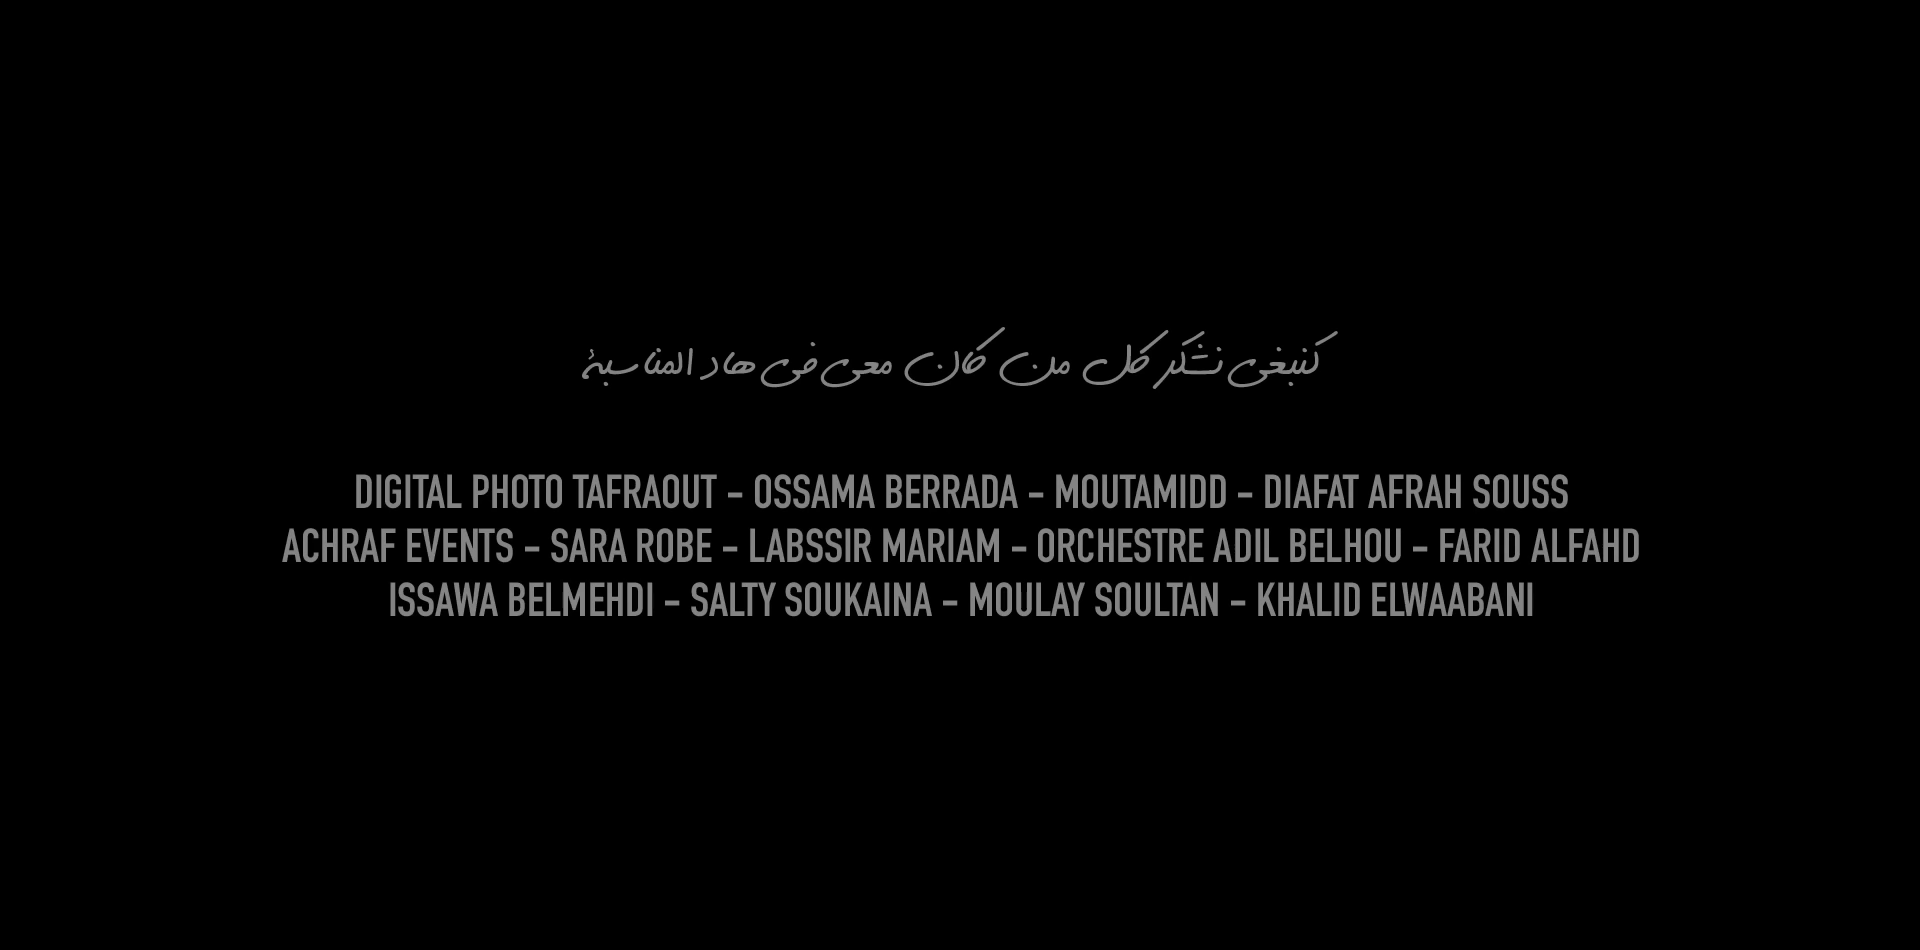 كنبغي نشكر كل من كان معي في هاد المناسبة
DIGITAL PHOTO TAFRAOUT - OSSAMA BERRADA - MOUTAMIDD - DIAFAT AFRAH SOUSS
ACHRAF EVENTS - SARA ROBE - LABSSIR MARIAM - ORCHESTRE ADIL BELHOU - FARID ALFAHD
ISSAWA BELMEHDI - SALTY SOUKAINA - MOULAY SOULTAN - KHALID ELWAABANI